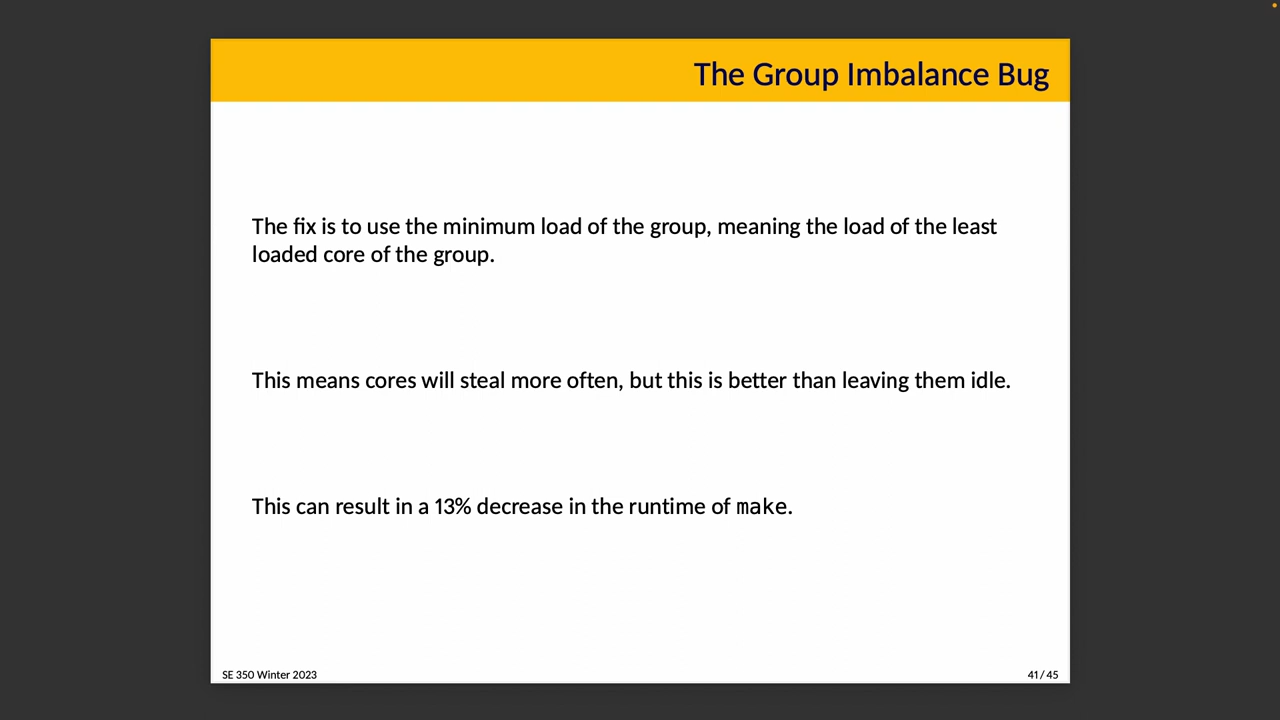 The Group Imbalance Bug
The fix is to use the minimum load of the group, meaning the load of the least
loaded core of the group.
This means cores will steal more often, but this is better than leaving them idle.
This can result in a 13% decrease in the runtime of make.
SE 350 Winter 2023
41 / 45